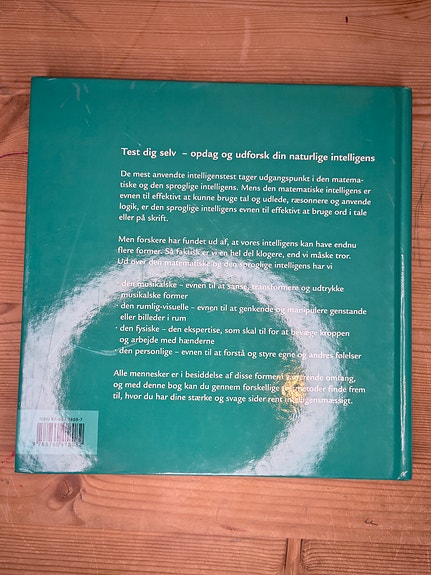 Test dig selv – opdag og udforsk din naturlige intelligens
De mest anvendte intelligenstest tager udgangspunkt i den matema-
tiske og den sproglige intelligens. Mens den matematiske intelligens er
evnen til effektivt at kunne bruge tal og udlede, ræsonnere og anvende
logik, er den sproglige intelligens evnen til effektivt at bruge ord i tale
eller på skrift.
Men forskere har fundet ud af, at vores intelligens kan have endnu
flere former. Så faktisk er vi en hel del klogere, end vi måske tror.
Ud over den matematiske og den sproglige intelligens har vi
· den musikalske – evnen til at sanse, transformere og udtrykke
musikalske former
· den rumlig-visuelle – evnen til at genkende og manipulere genstande
eller billeder i rum
· den fysiske – den ekspertise, som skal til for at bevæge kroppen
og arbejde med hænderne
· den personlige – evnen til at forstå og styre egne og andres følelser
Alle mennesker er i besiddelse af disse former i varierende omfang,
og med denne bog kan du gennem forskellige testmetoder finde frem
til, hvor du har dine stærke og svage sider rent intelligensmæssigt.
ISBN